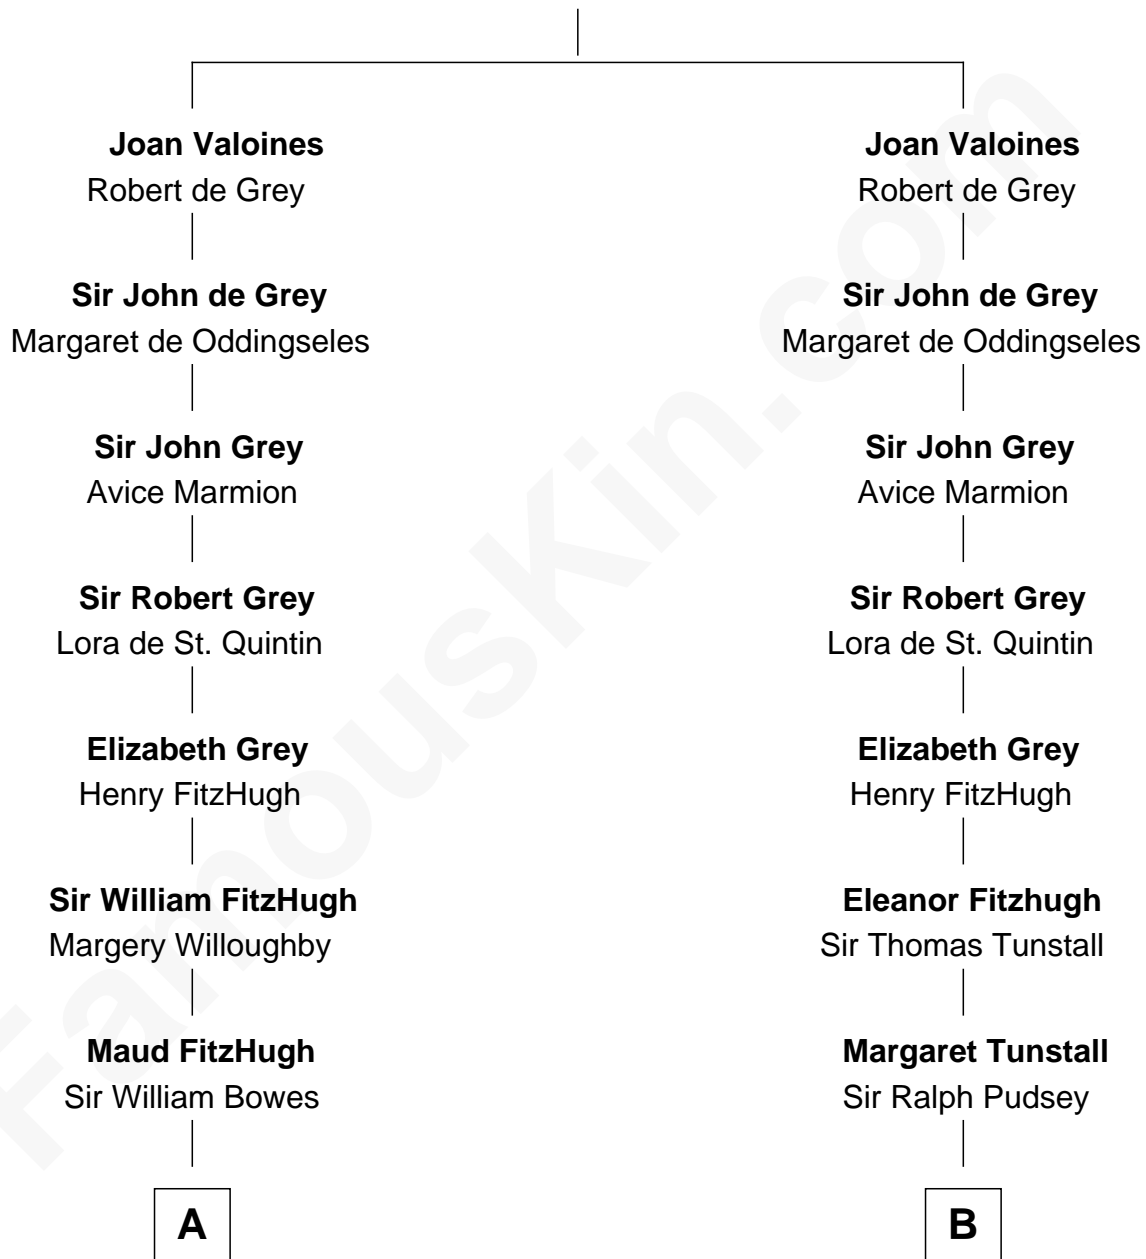 Joan Valoines Joan Valoines
Robert de Grey Robert de Grey
Sir John de Grey Sir John de Grey
Margaret de Oddingseles Margaret de Oddingseles
Sir John Grey Sir John Grey
Avice Marmion Avice Marmion
Sir Robert Grey Sir Robert Grey
Lora de St. Quintin Lora de St. Quintin
Elizabeth Grey Elizabeth Grey
Henry FitzHugh Henry FitzHugh
Sir William FitzHugh Eleanor Fitzhugh
Margery Willoughby Sir Thomas Tunstall
Maud FitzHugh Margaret Tunstall
Sir William Bowes Sir Ralph Pudsey
A B
FamousKin.com